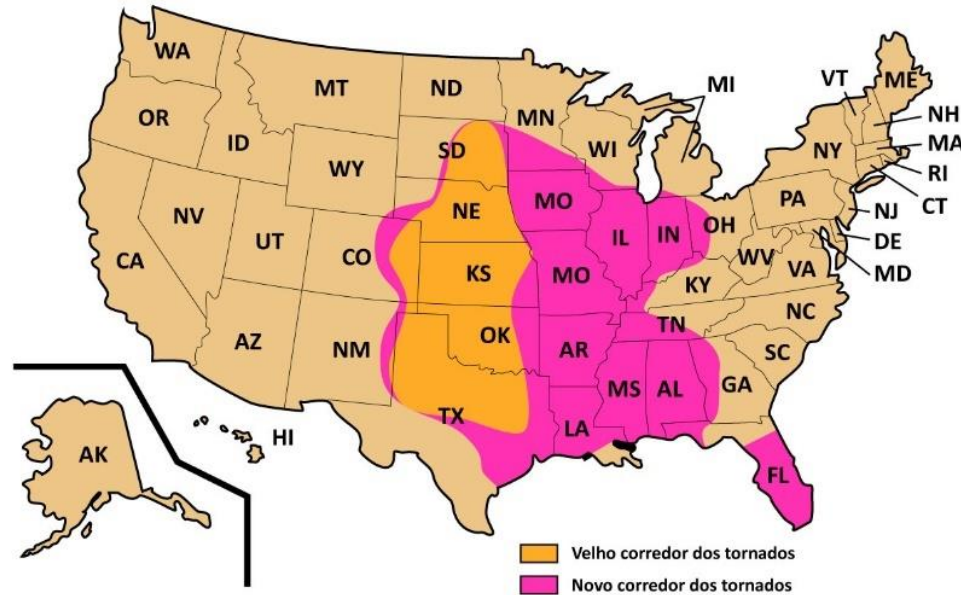 WA
MT
ND
MN
MI
VT
ME
NH
MA
RI
CT
OR
ID
WY
SD
WI
NY
NV
UT
CO
NE
MO
IL
IN
OH
PA
NJ
DE
MD
CA
KS
MO
KY
WV
VA
AZ
NM
OK
AR
TN
NC
SC
TX
LA
MS
AL
GA
FL
AK
HI
Velho corredor dos tornados
Novo corredor dos tornados